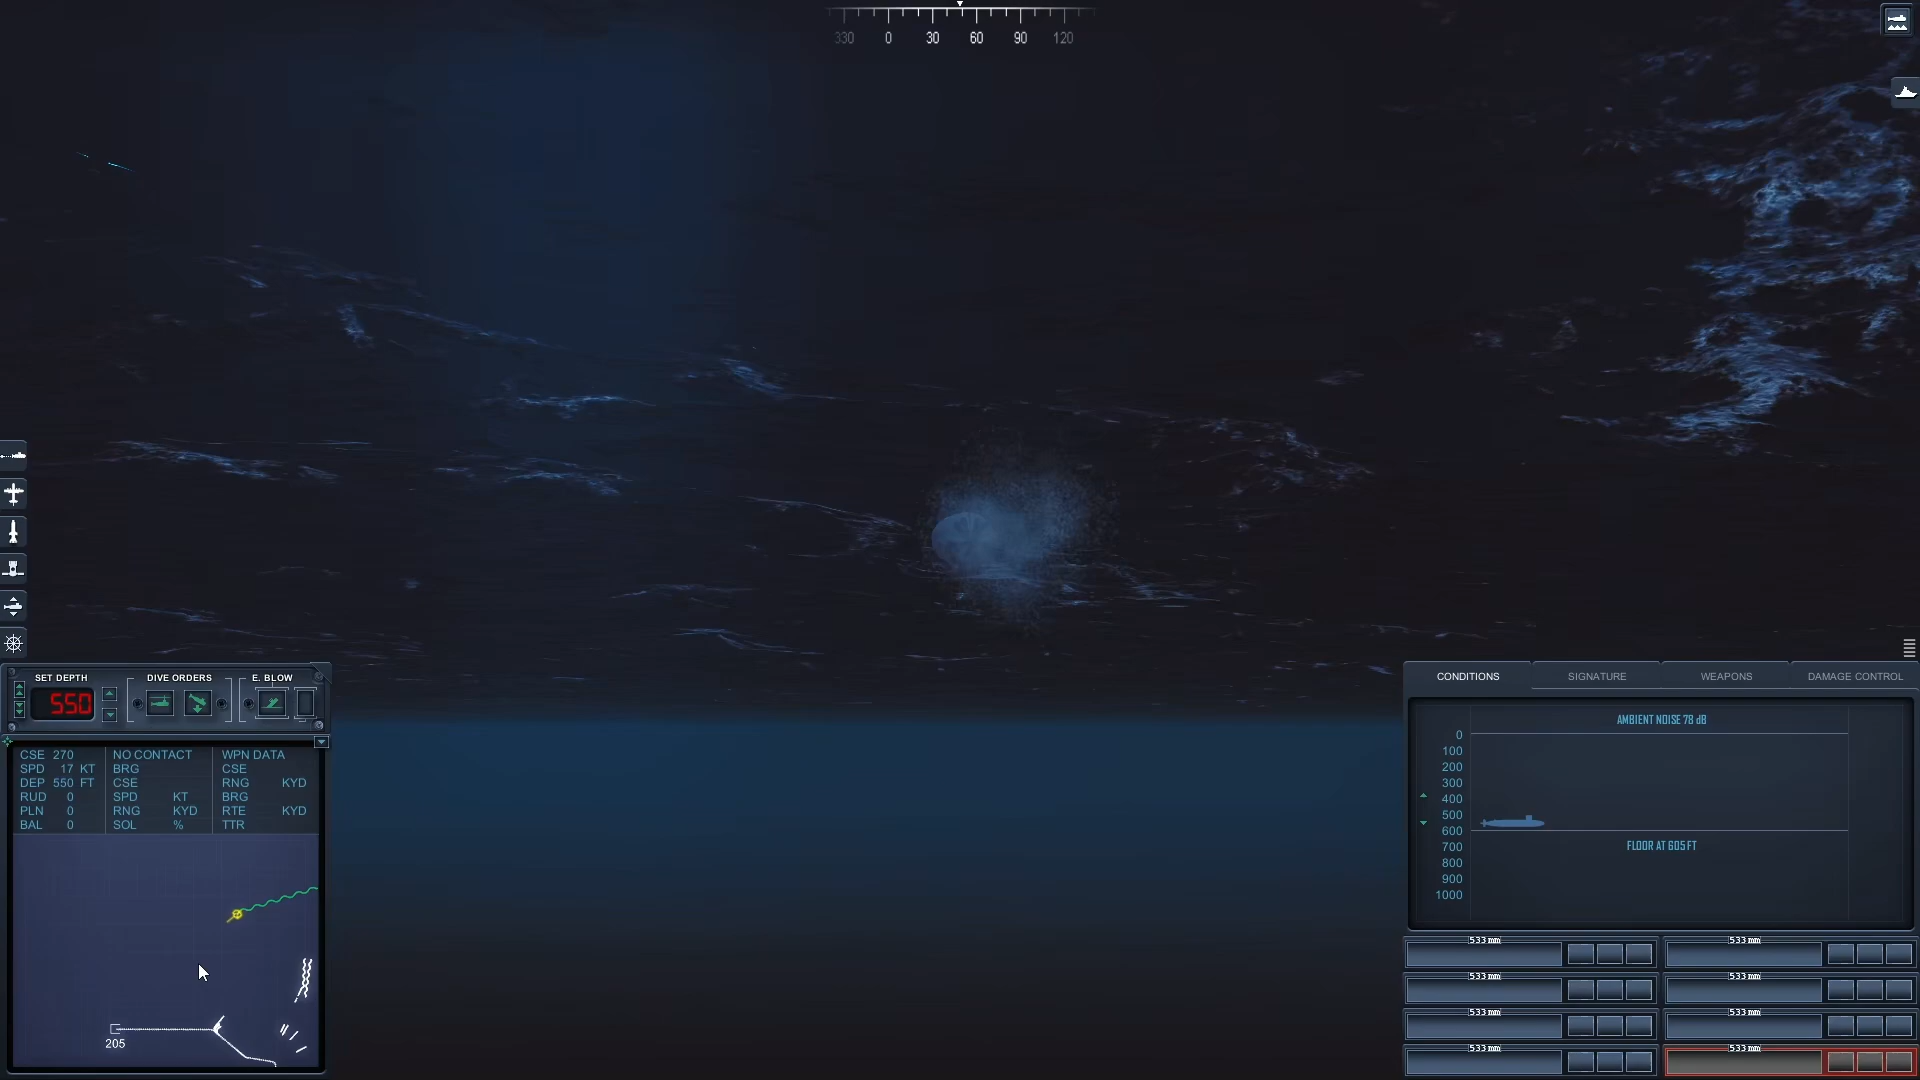 330 0 30 60 90 120
SET DEPTH DIVE ORDERS E. BLOW
550
CSE 270
SPD 17 KT
DEP 550 FT
RUD 0
PLN 0
BAL 0
NO CONTACT
BRG
CSE
SPD KT
RNG KYD
SOL %
WPN DATA
CSE
RNG KYD
BRG
RTE KYD
TTR
205
CONDITIONS SIGNATURE WEAPONS DAMAGE CONTROL
AMBIENT NOISE 78 dB
0
100
200
300
400
500
600
700
800
900
1000
FLOOR AT 605 FT
533 mm 533 mm
533 mm 533 mm
533 mm 533 mm
533 mm 533 mm